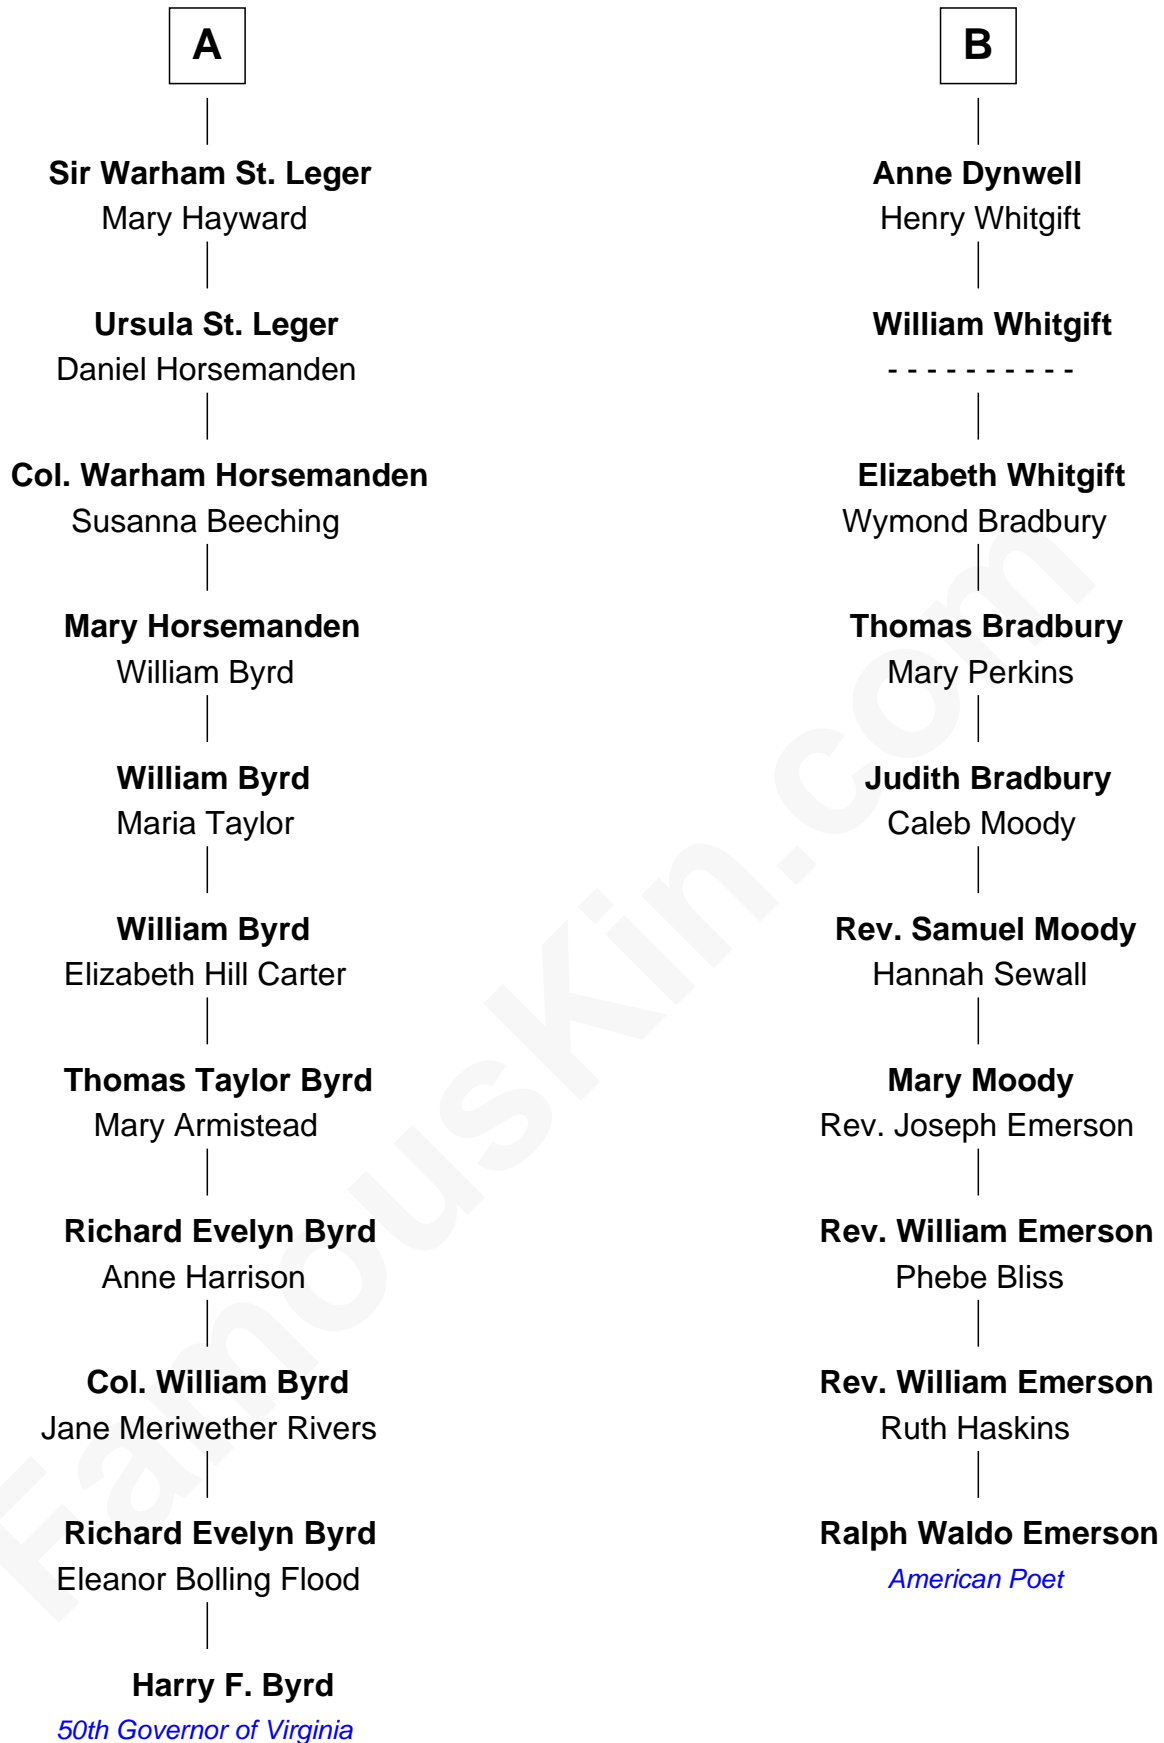 A
Sir Warham St. Leger
Mary Hayward
Ursula St. Leger
Daniel Horsemanden
Col. Warham Horsemanden
Susanna Beeching
Mary Horsemanden
William Byrd
William Byrd
Maria Taylor
William Byrd
Elizabeth Hill Carter
Thomas Taylor Byrd
Mary Armistead
Richard Evelyn Byrd
Anne Harrison
Col. William Byrd
Jane Meriwether Rivers
Richard Evelyn Byrd
Eleanor Bolling Flood
Harry F. Byrd
50th Governor of Virginia
B
Anne Dynwell
Henry Whitgift
William Whitgift
- - - - - - - - - -
Elizabeth Whitgift
Wymond Bradbury
Thomas Bradbury
Mary Perkins
Judith Bradbury
Caleb Moody
Rev. Samuel Moody
Hannah Sewall
Mary Moody
Rev. Joseph Emerson
Rev. William Emerson
Phebe Bliss
Rev. William Emerson
Ruth Haskins
Ralph Waldo Emerson
American Poet
FamousKin.com